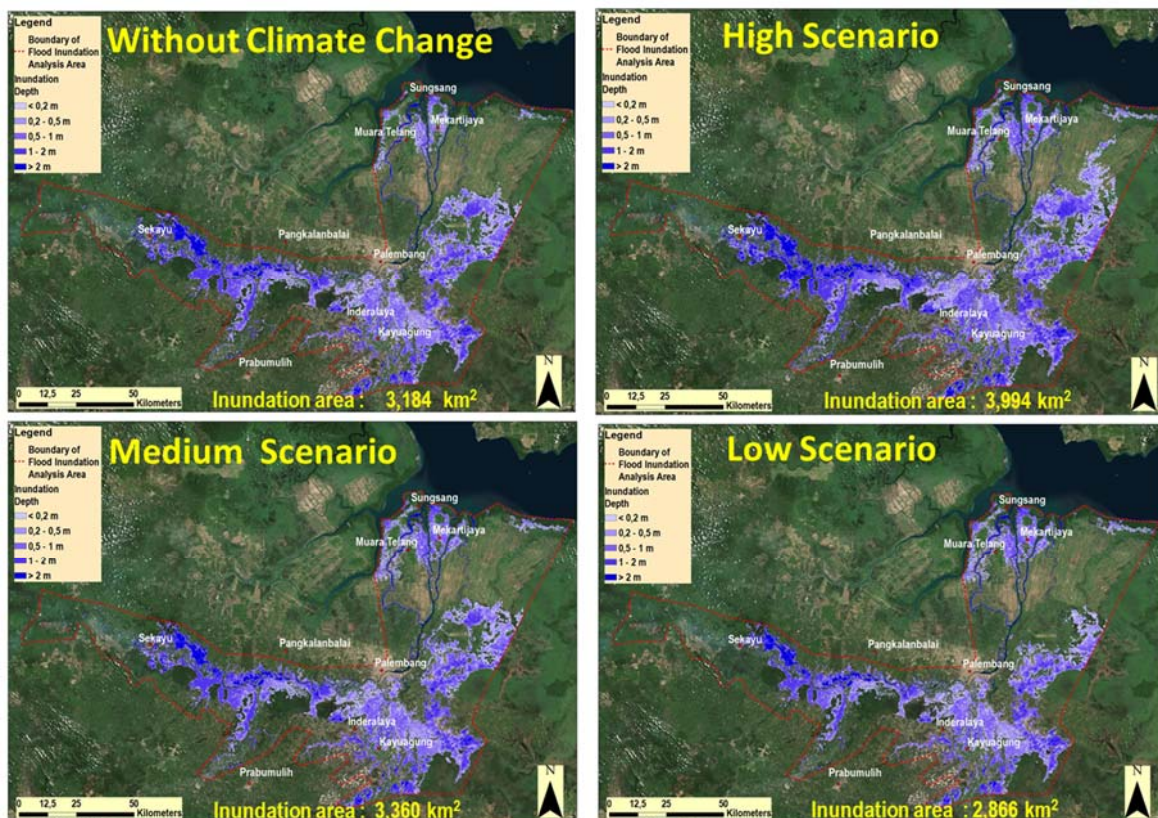 Without Climate Change
Legend
Boundary of
Flood Inundation
Analysis Area
Inundation
Depth
< 0,2 m
0,2 - 0,5 m
0,5 - 1 m
1 - 2 m
> 2 m
Sungsang
Muara Telang
Mekartijaya
Sekayu
Pangkalanbalai
Palembang
Inderalaya
Kayuagung
Prabumulih
0 12,5 25 50
Kilometers
N
Inundation area : 3,184 km²
High Scenario
Legend
Boundary of
Flood Inundation
Analysis Area
Inundation
Depth
< 0,2 m
0,2 - 0,5 m
0,5 - 1 m
1 - 2 m
> 2 m
Sungsang
Muara Telang
Mekartijaya
Sekayu
Pangkalanbalai
Palembang
Inderalaya
Kayuagung
Prabumulih
0 12,5 25 50
Kilometers
N
Inundation area : 3,994 km²
Medium Scenario
Legend
Boundary of
Flood Inundation
Analysis Area
Inundation
Depth
< 0,2 m
0,2 - 0,5 m
0,5 - 1 m
1 - 2 m
> 2 m
Sungsang
Muara Telang
Mekartijaya
Sekayu
Pangkalanbalai
Palembang
Inderalaya
Kayuagung
Prabumulih
0 12,5 25 50
Kilometers
N
Inundation area : 3,360 km²
Low Scenario
Legend
Boundary of
Flood Inundation
Analysis Area
Inundation
Depth
< 0,2 m
0,2 - 0,5 m
0,5 - 1 m
1 - 2 m
> 2 m
Sungsang
Muara Telang
Mekartijaya
Sekayu
Pangkalanbalai
Palembang
Inderalaya
Kayuagung
Prabumulih
0 12,5 25 50
Kilometers
N
Inundation area : 2.866 km²